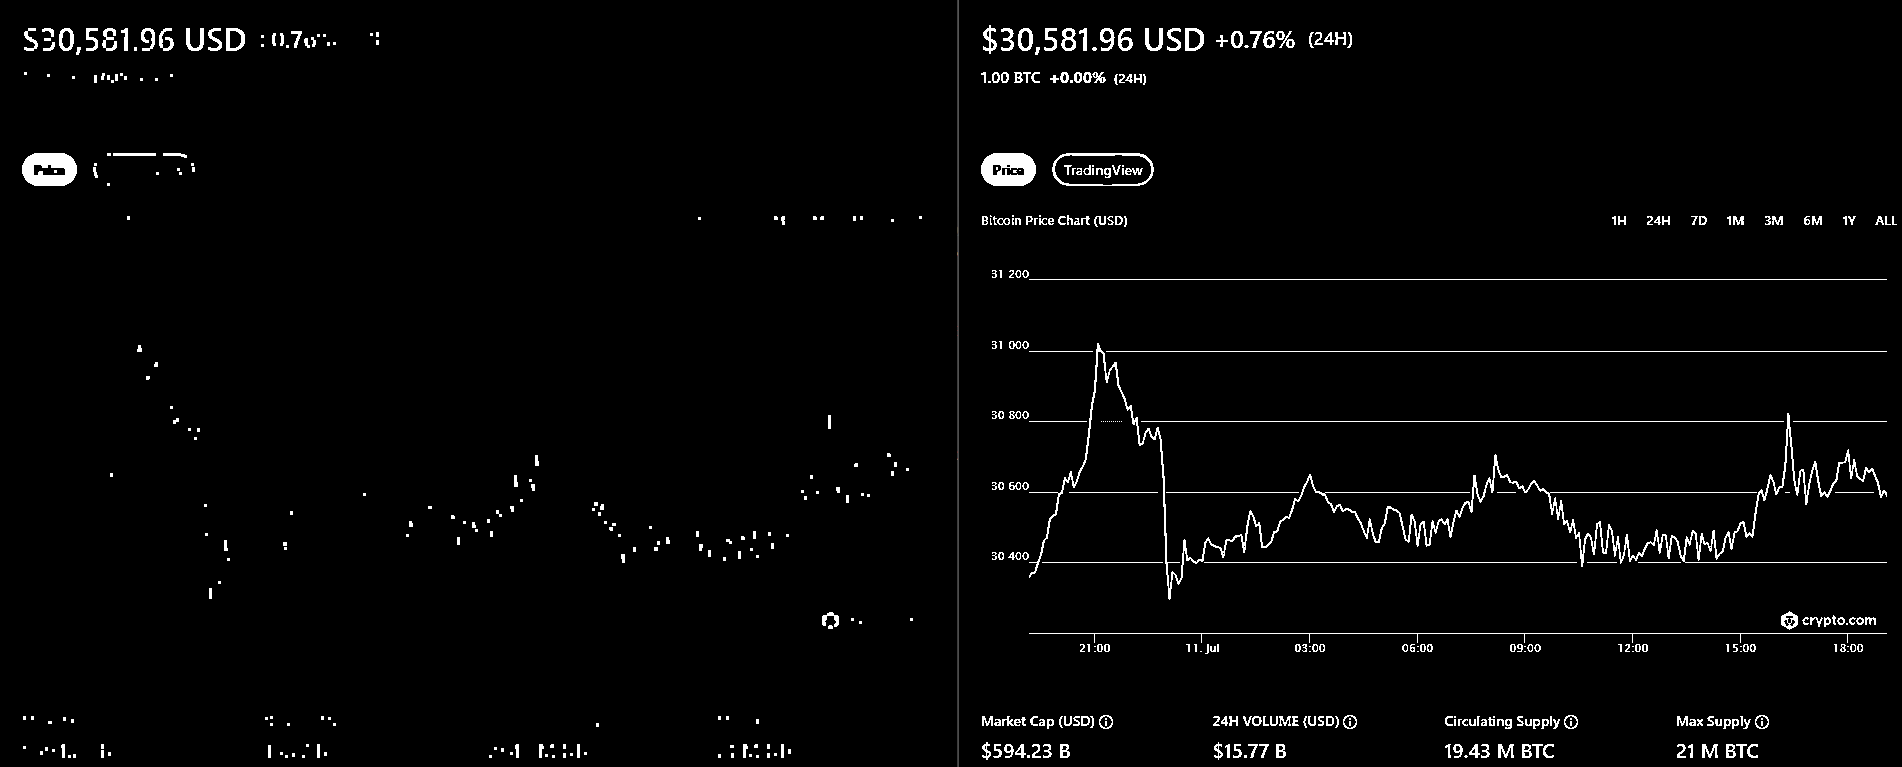 $30,581.96 USD
Price
$30,581.96 USD +0.76% (24H)
1.00 BTC +0.00% (24H)
Price TradingView
Bitcoin Price Chart (USD)
1H 24H 7D 1M 3M 6M 1Y ALL
31 200
31 000
30 800
30 600
30 400
crypto.com
21:00 11. Jul 03:00 06:00 09:00 12:00 15:00 18:00
Market Cap (USD) 24H VOLUME (USD) Circulating Supply Max Supply
$594.23 B $15.77 B 19.43 M BTC 21 M BTC